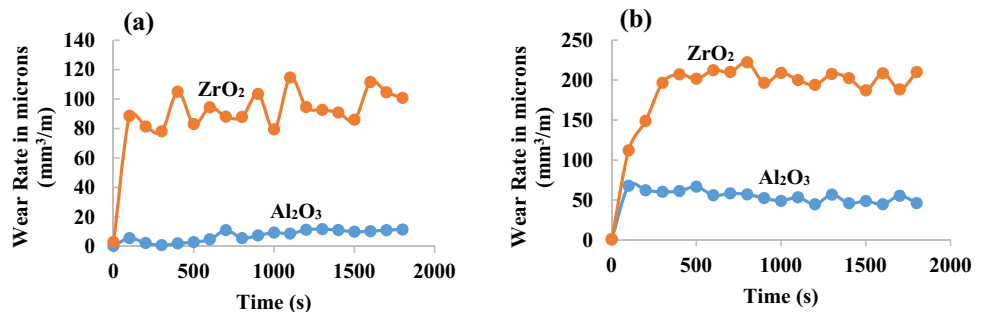 (a)
Wear Rate in microns
(mm³/m)
140
120
100
80
60
40
20
0
ZrO₂
Al₂O₃
0
500
1000
1500
2000
Time (s)
(b)
Wear Rate in microns
(mm³/m)
250
200
150
100
50
0
ZrO₂
Al₂O₃
0
500
1000
1500
2000
Time (s)